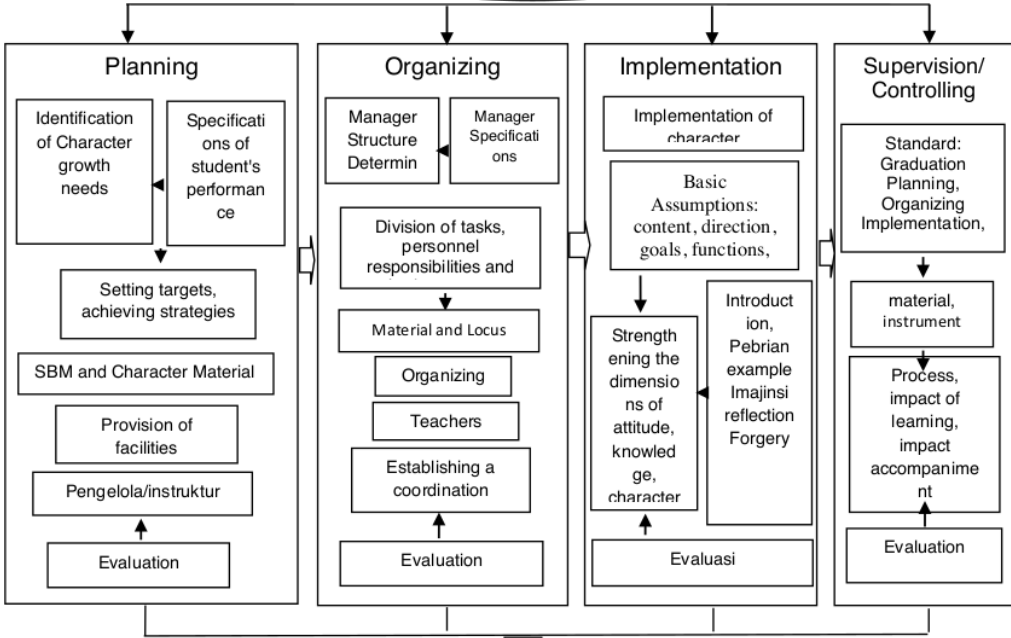 Planning
Identification
of Character
growth
needs
Specificati
ons of
student's
performan
ce
Setting targets,
achieving strategies
SBM and Character Material
Provision of
facilities
Pengelola/instruktur
Evaluation
Organizing
Manager
Structure
Determin
Manager
Specificati
ons
Division of tasks,
personnel
responsibilities and
Material and Locus
Organizing
Teachers
Establishing a
coordination
Evaluation
Implementation
Implementation of
character
Basic
Assumptions:
content, direction,
goals, functions,
Strength
ening the
dimensio
ns of
attitude,
knowled
ge,
character
Introduct
ion,
Pebrian
example
Imajinsi
reflection
Forgery
Evaluasi
Supervision/
Controlling
Standard:
Graduation
Planning,
Organizing
Implementation,
material,
instrument
Process,
impact of
learning,
impact
accompanime
nt
Evaluation